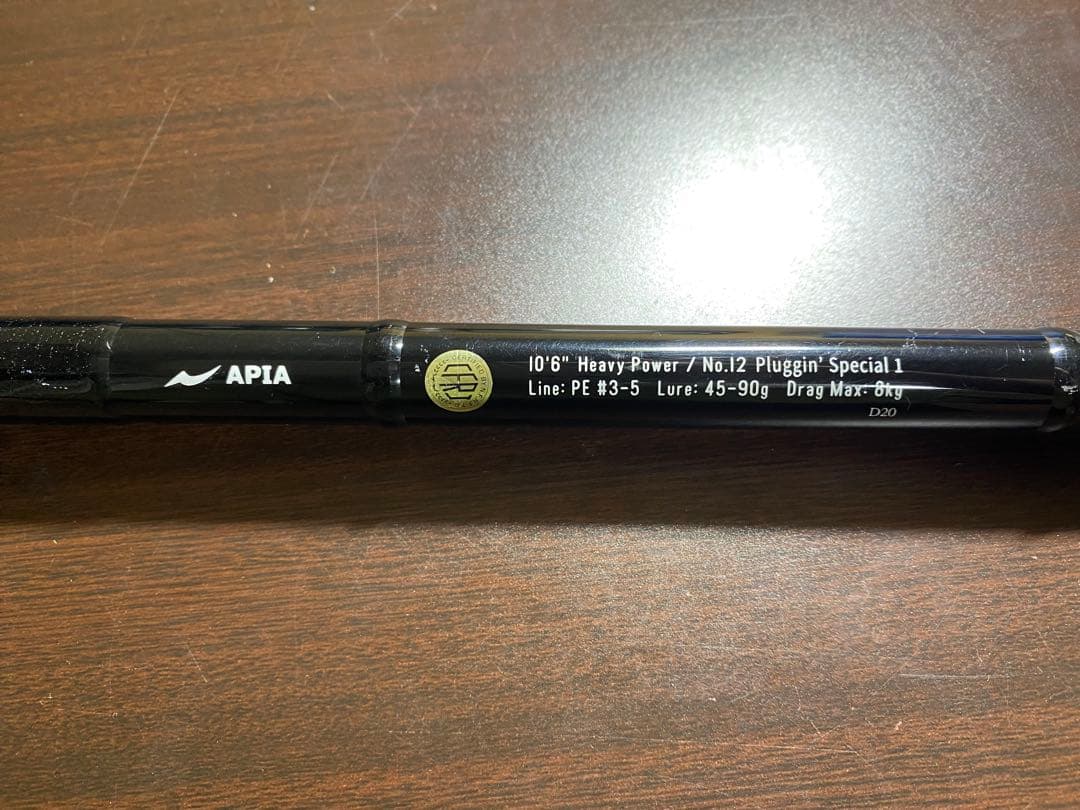 APIA
10'6" Heavy Power / No.12 Pluggin' Special 1
Line: PE #3-5 Lure: 45-90g Drag Max: 8kg
D20